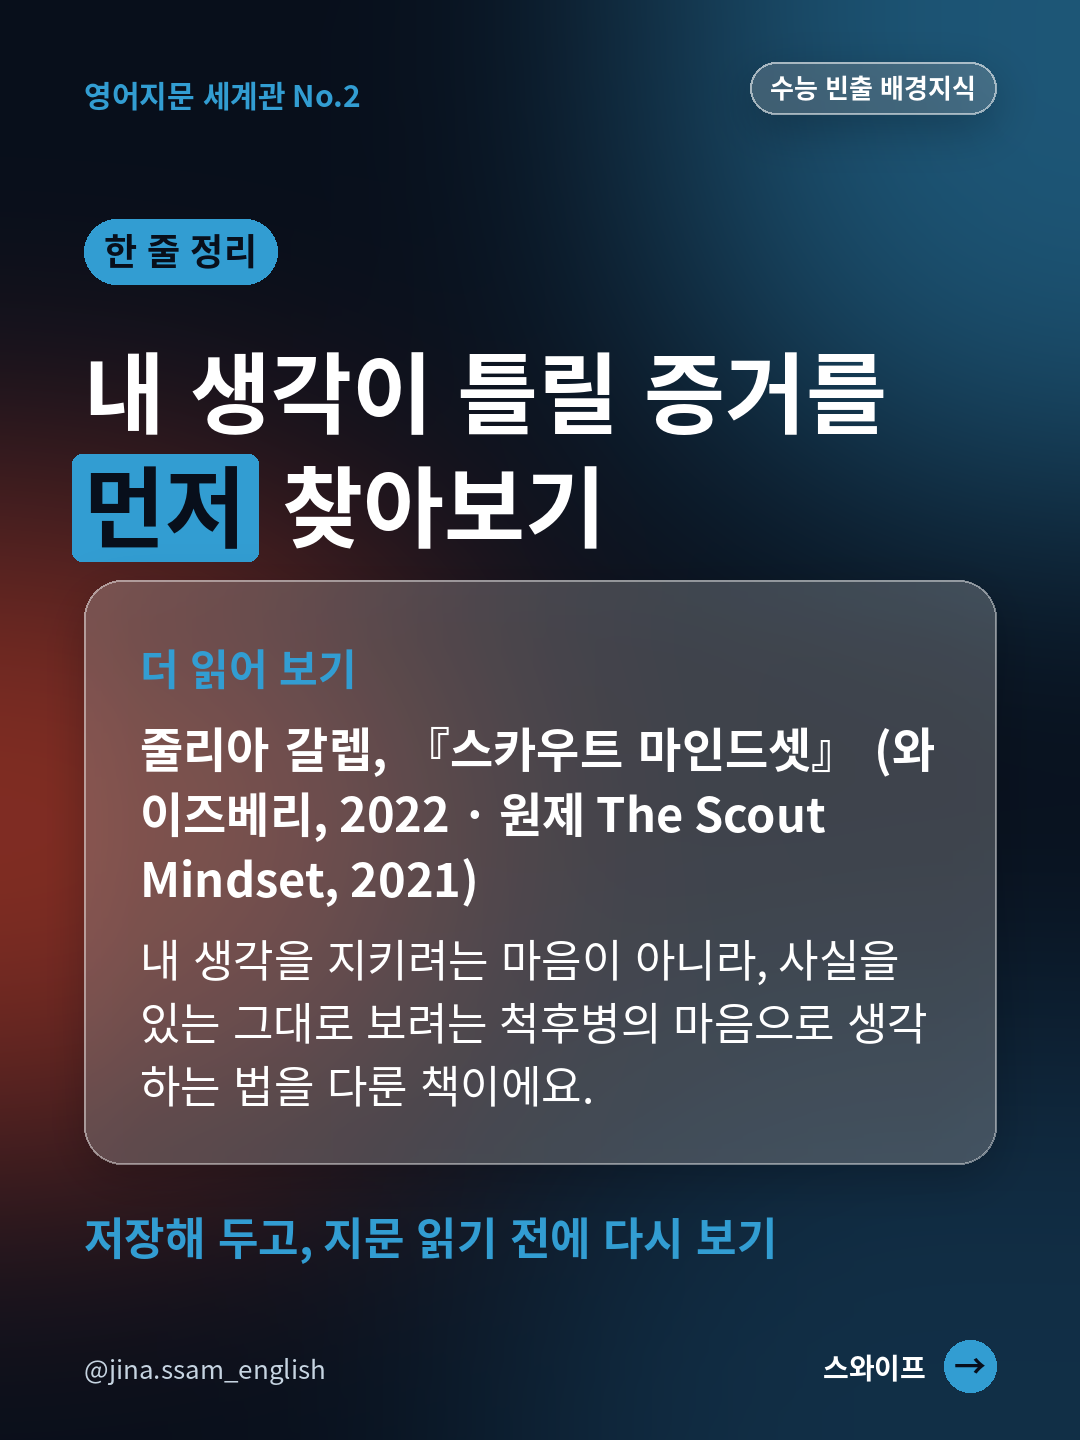 영어지문 세계관 No.2
수능 빈출 배경지식
한 줄 정리
내 생각이 틀릴 증거를
먼저 찾아보기
더 읽어 보기
줄리아 갈렙, 『스카우트 마인드셋』 (와
이즈베리, 2022 · 원제 The Scout
Mindset, 2021)
내 생각을 지키려는 마음이 아니라, 사실을
있는 그대로 보려는 척후병의 마음으로 생각
하는 법을 다룬 책이에요.
저장해 두고, 지문 읽기 전에 다시 보기
@jina.ssam_english
스와이프 →